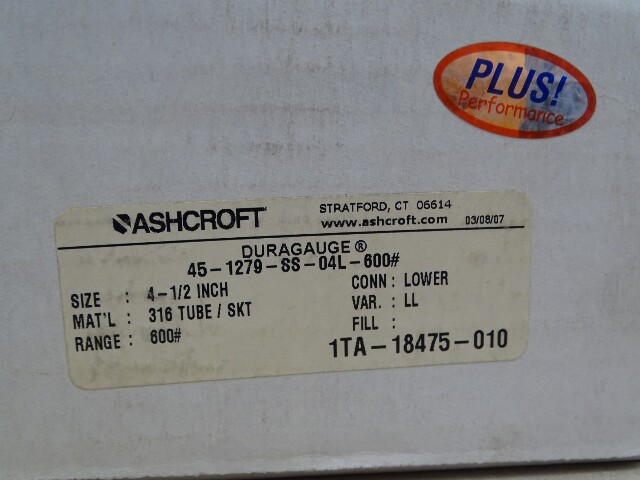 PLUS!
Performance
ASHCROFT
STRATFORD, CT 06614
www.ashcroft.com 03/08/07
DURAGAUGE®
45-1279-SS-04L-600#
SIZE : 4-1/2 INCH
MAT'L : 316 TUBE / SKT
RANGE : 600#
CONN : LOWER
VAR. : LL
FILL :
1TA-18475-010